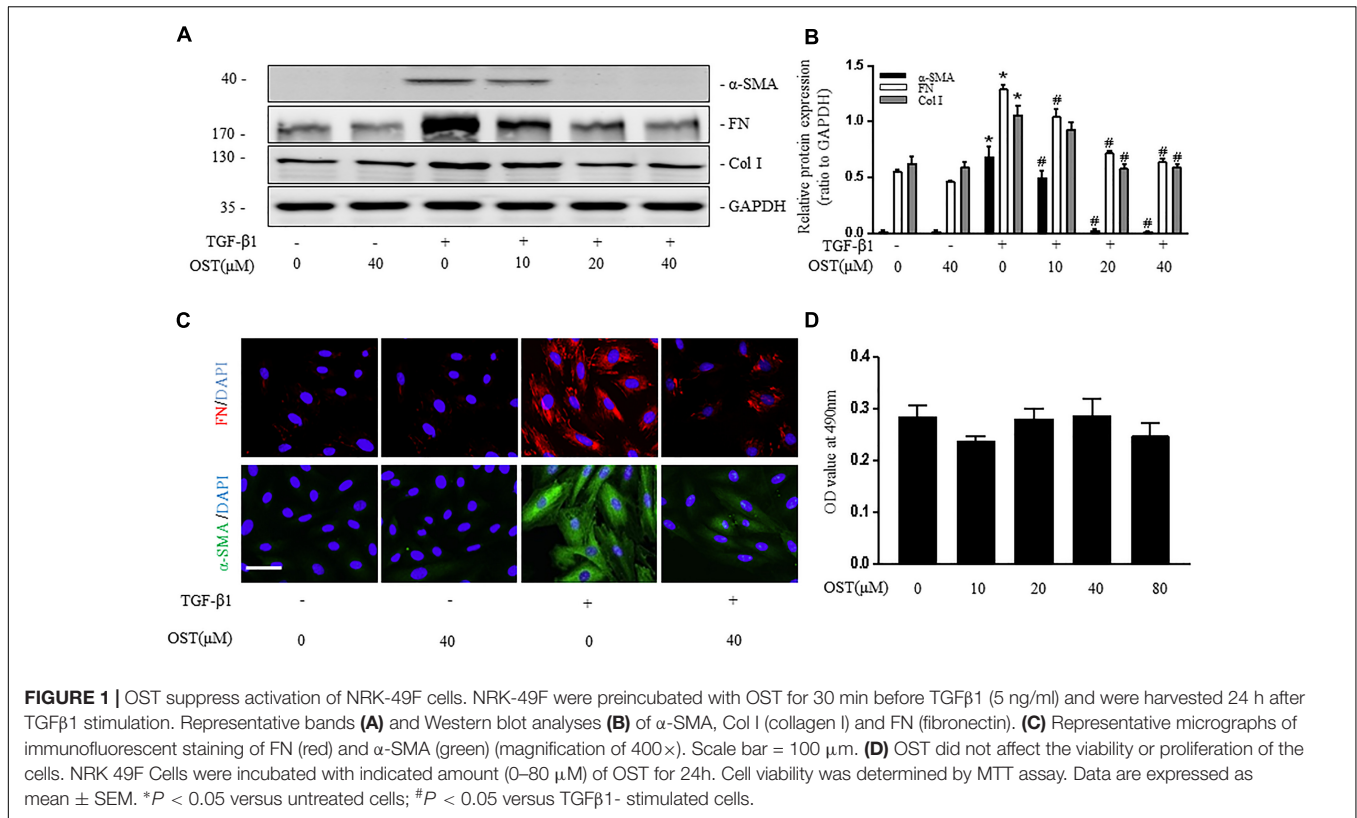 A
40 -
- α-SMA
170 -
- FN
130 -
- Col I
35 -
- GAPDH
TGF-β1 - - + + + +
OST(μM) 0 40 0 10 20 40
B
Relative protein expression
(ratio to GAPDH)
1.5
1.0
0.5
0.0
α-SMA
FN
Col I
* * *
# #
# # #
# # #
TGF-β1 - - + + + +
OST(μM) 0 40 0 10 20 40
C
FN/DAPI
α-SMA/DAPI
TGF-β1 - - + +
OST(μM) 0 40 0 40
D
OD value at 490nm
0.4
0.3
0.2
0.1
0.0
OST(μM) 0 10 20 40 80
FIGURE 1 | OST suppress activation of NRK-49F cells. NRK-49F were preincubated with OST for 30 min before TGFβ1 (5 ng/ml) and were harvested 24 h after
TGFβ1 stimulation. Representative bands (A) and Western blot analyses (B) of α-SMA, Col I (collagen I) and FN (fibronectin). (C) Representative micrographs of
immunofluorescent staining of FN (red) and α-SMA (green) (magnification of 400×). Scale bar = 100 μm. (D) OST did not affect the viability or proliferation of the
cells. NRK 49F Cells were incubated with indicated amount (0–80 μM) of OST for 24h. Cell viability was determined by MTT assay. Data are expressed as
mean ± SEM. *P < 0.05 versus untreated cells; #P < 0.05 versus TGFβ1- stimulated cells.